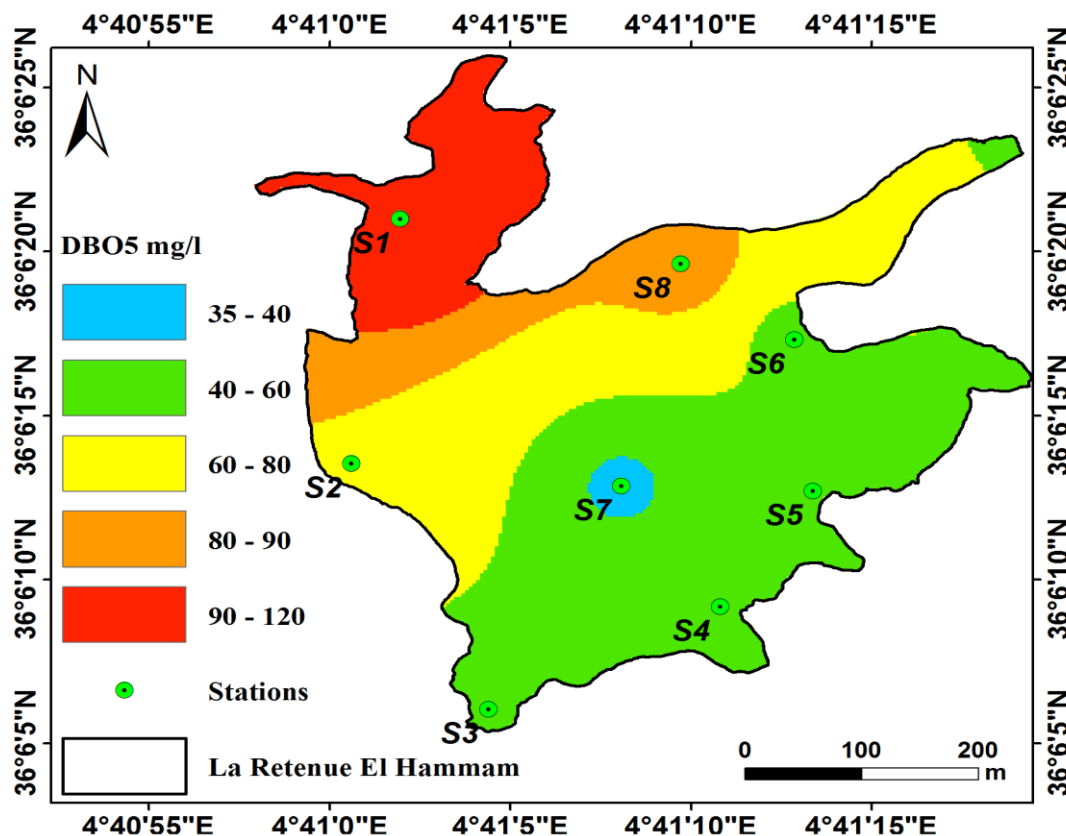 4°40'55"E 4°41'0"E 4°41'5"E 4°41'10"E 4°41'15"E
36°6'25"N
36°6'20"N
36°6'15"N
36°6'10"N
36°6'5"N
N
DBO5 mg/l
35 - 40
40 - 60
60 - 80
80 - 90
90 - 120
Stations
La Retenue El Hammam
S1
S8
S6
S2
S7
S5
S4
S3
0 100 200
m
36°6'25"N
36°6'20"N
36°6'15"N
36°6'10"N
36°6'5"N
4°40'55"E 4°41'0"E 4°41'5"E 4°41'10"E 4°41'15"E